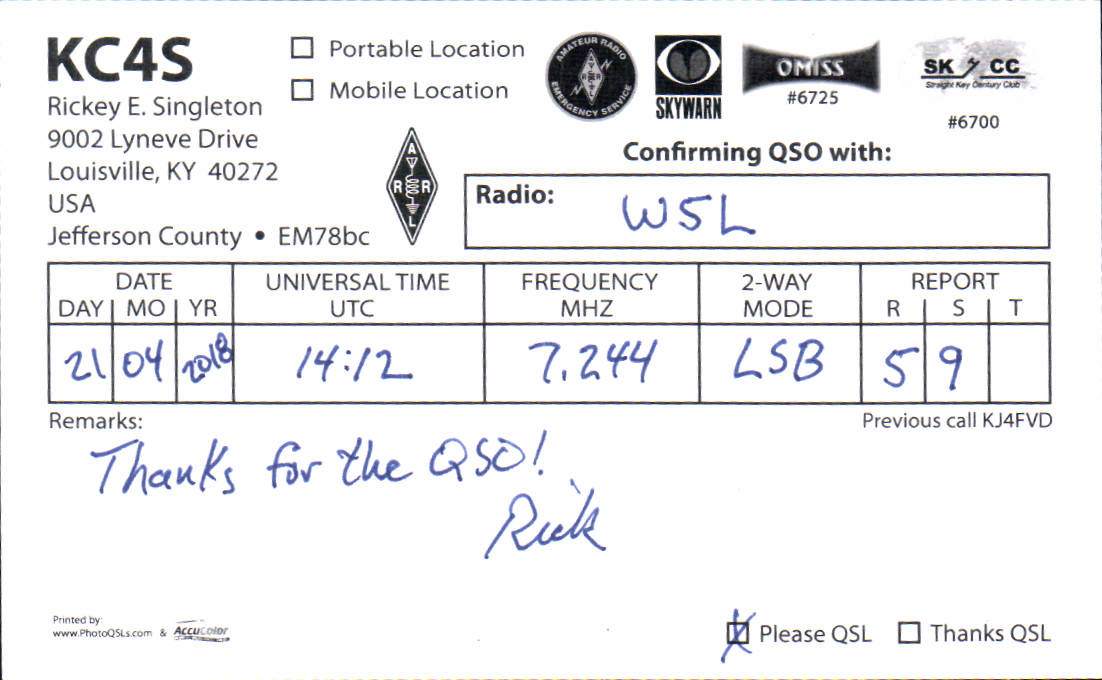 KC4S
Rickey E. Singleton
9002 Lyneve Drive
Louisville, KY 40272
USA
Jefferson County • EM78bc
Portable Location
Mobile Location
ARRL
AMATEUR RADIO
EMERGENCY SERVICE
ARRL
SKYWARN
OMISS
#6725
SK CC
Straight Key Century Club
#6700
Confirming QSO with:
Radio: W5L
DATE UNIVERSAL TIME FREQUENCY 2-WAY REPORT
DAY MO YR UTC MHZ MODE R S T
21 04 2018 14:12 7.244 LSB 5 9
Remarks: Previous call KJ4FVD
Thanks for the QSO!
Rick
Printed by:
www.PhotoQSLs.com & AccuColor
Please QSL Thanks QSL